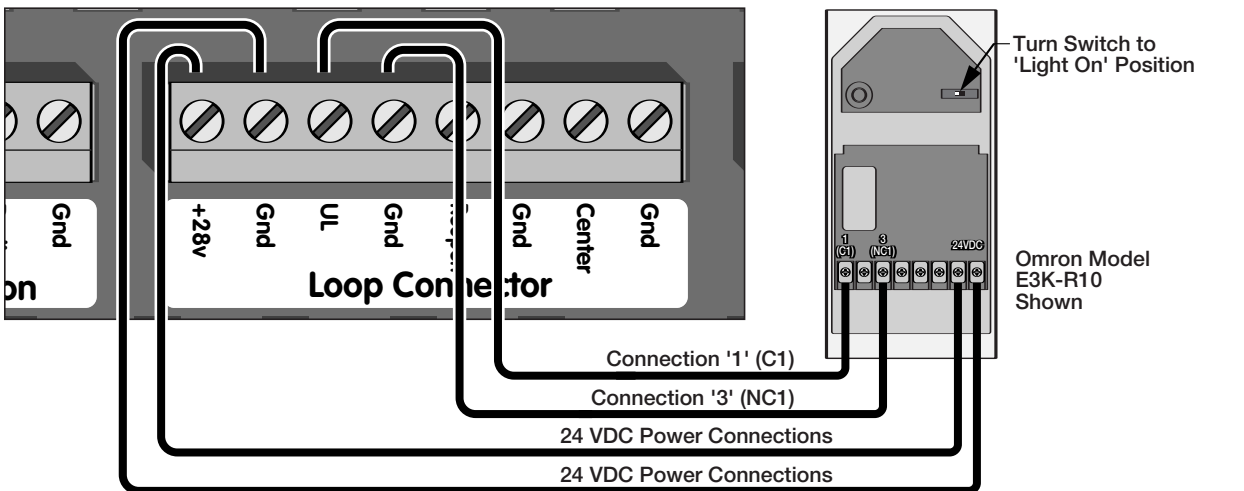 Turn Switch to
'Light On' Position
Gnd
+28v
Gnd
UL
Gnd
Gnd
Center
Gnd
on
Loop Connector
1
(C1)
3
(NC1)
24VDC
Omron Model
E3K-R10
Shown
Connection '1' (C1)
Connection '3' (NC1)
24 VDC Power Connections
24 VDC Power Connections